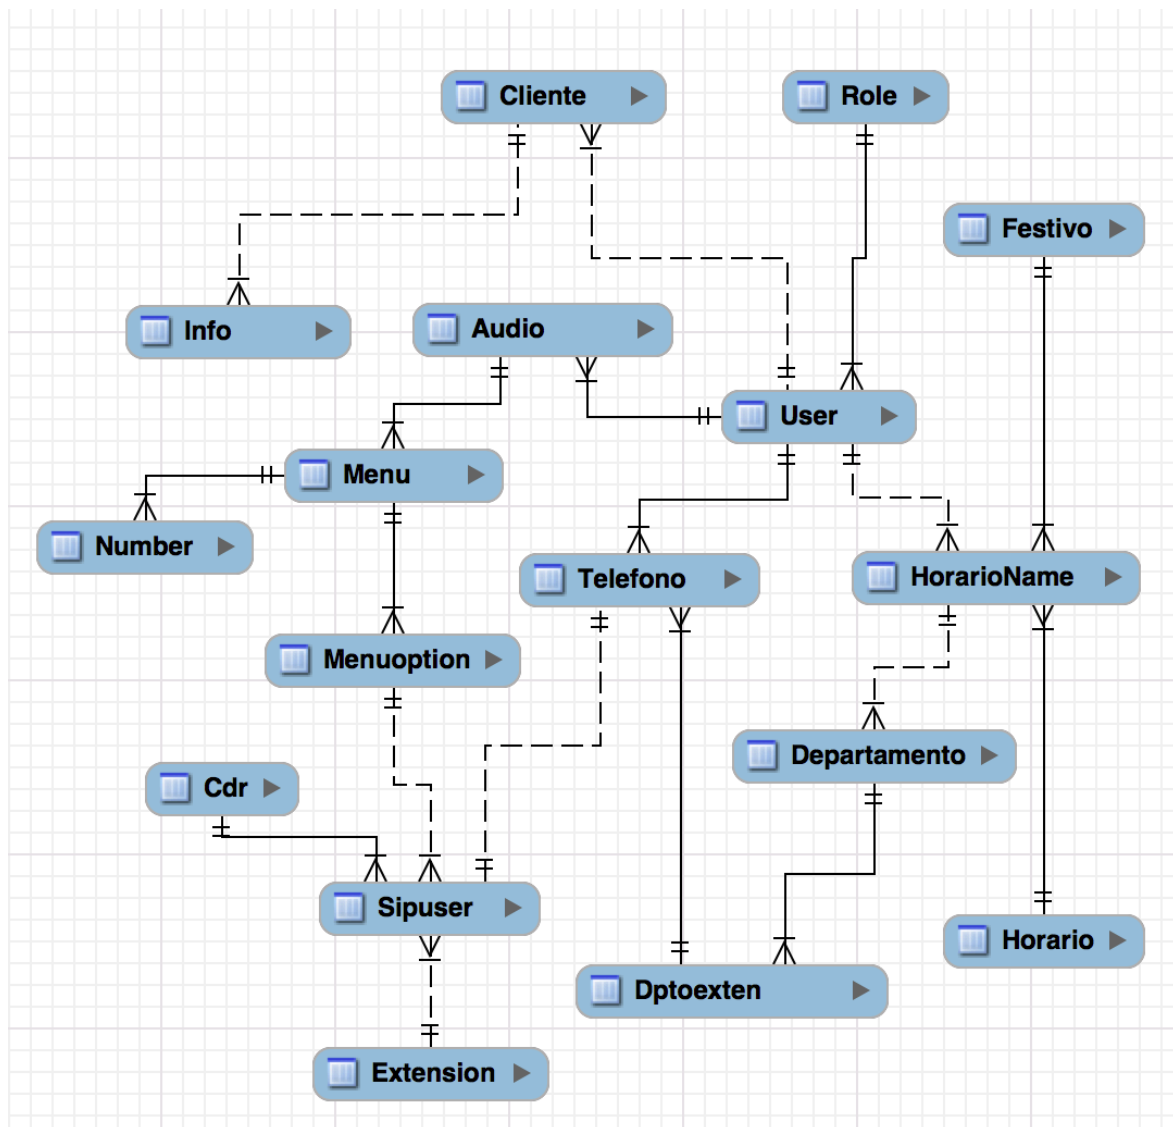 Cliente
Role
Festivo
Info
Audio
User
Menu
Number
Telefono
HorarioName
Menuoption
Departamento
Cdr
Sipuser
Horario
Dptoexten
Extension